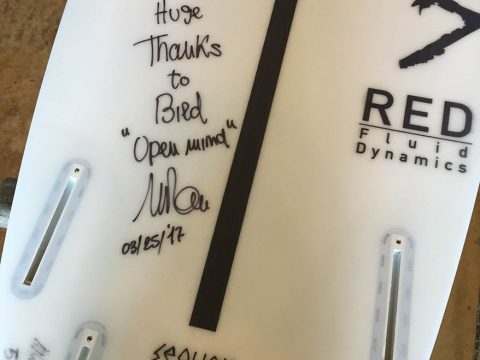 Huge
Thanks
to
Bird
"Open mind"
03/25/'17
RED
Fluid
Dynamics